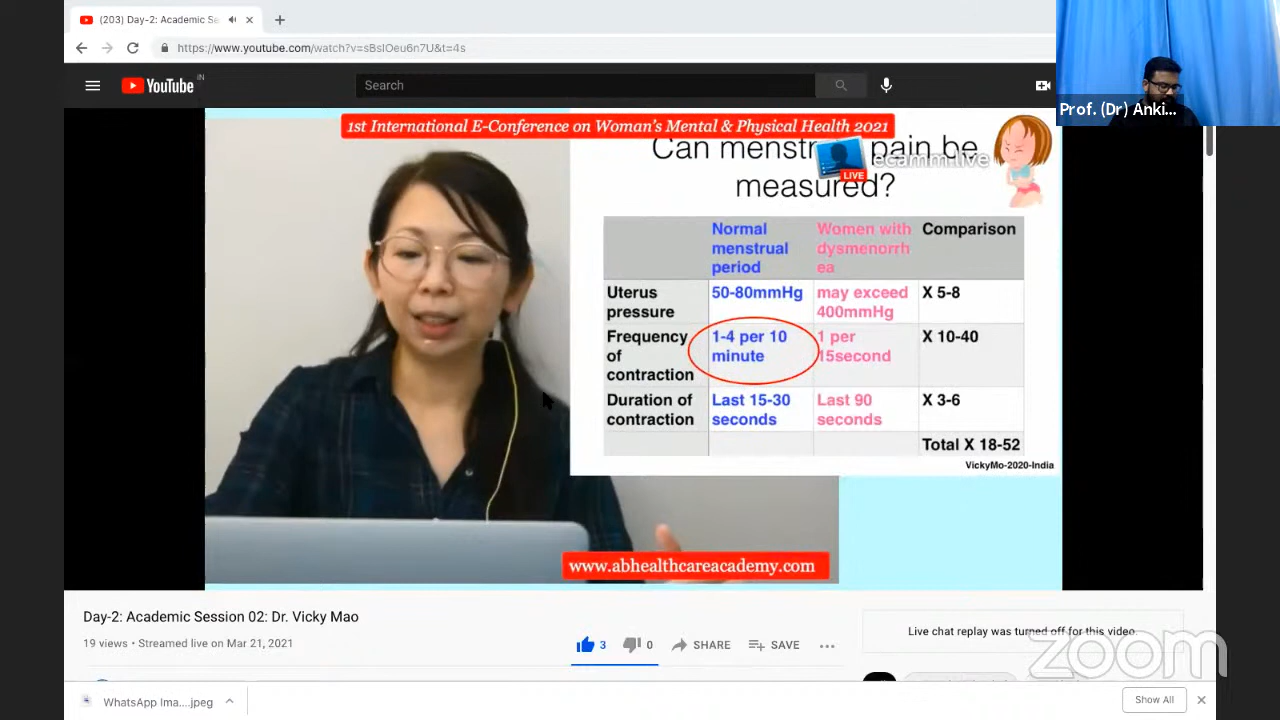 (203) Day-2: Academic Se
https://www.youtube.com/watch?v=sBslOeu6n7U&t=4s
YouTube IN
Search
Prof. (Dr) Anki...
1st International E-Conference on Woman's Mental & Physical Health 2021
Can menstr pain be
measured?
ecamm.live
LIVE
Normal menstrual period
Women with dysmenorrhea
Comparison
Uterus pressure
50-80mmHg
may exceed 400mmHg
X 5-8
Frequency of contraction
1-4 per 10 minute
1 per 15second
X 10-40
Duration of contraction
Last 15-30 seconds
Last 90 seconds
X 3-6
Total X 18-52
VickyMo-2020-India
www.abhealthcareacademy.com
Day-2: Academic Session 02: Dr. Vicky Mao
19 views • Streamed live on Mar 21, 2021
3 0 SHARE SAVE
Live chat replay was turned off for this video.
zoom
WhatsApp Ima....jpeg
Show All